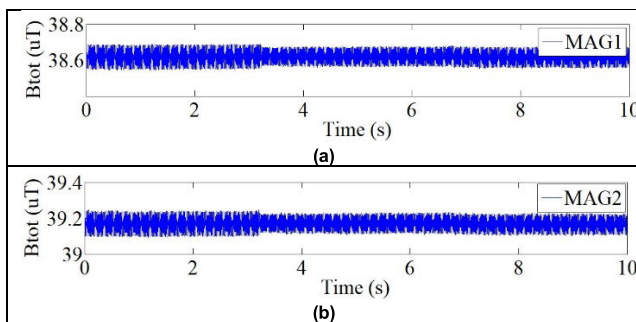 38.8
38.6
Btot (uT)
MAG1
0 2 4 6 8 10
Time (s)
(a)
39.4
39.2
39
Btot (uT)
MAG2
0 2 4 6 8 10
Time (s)
(b)